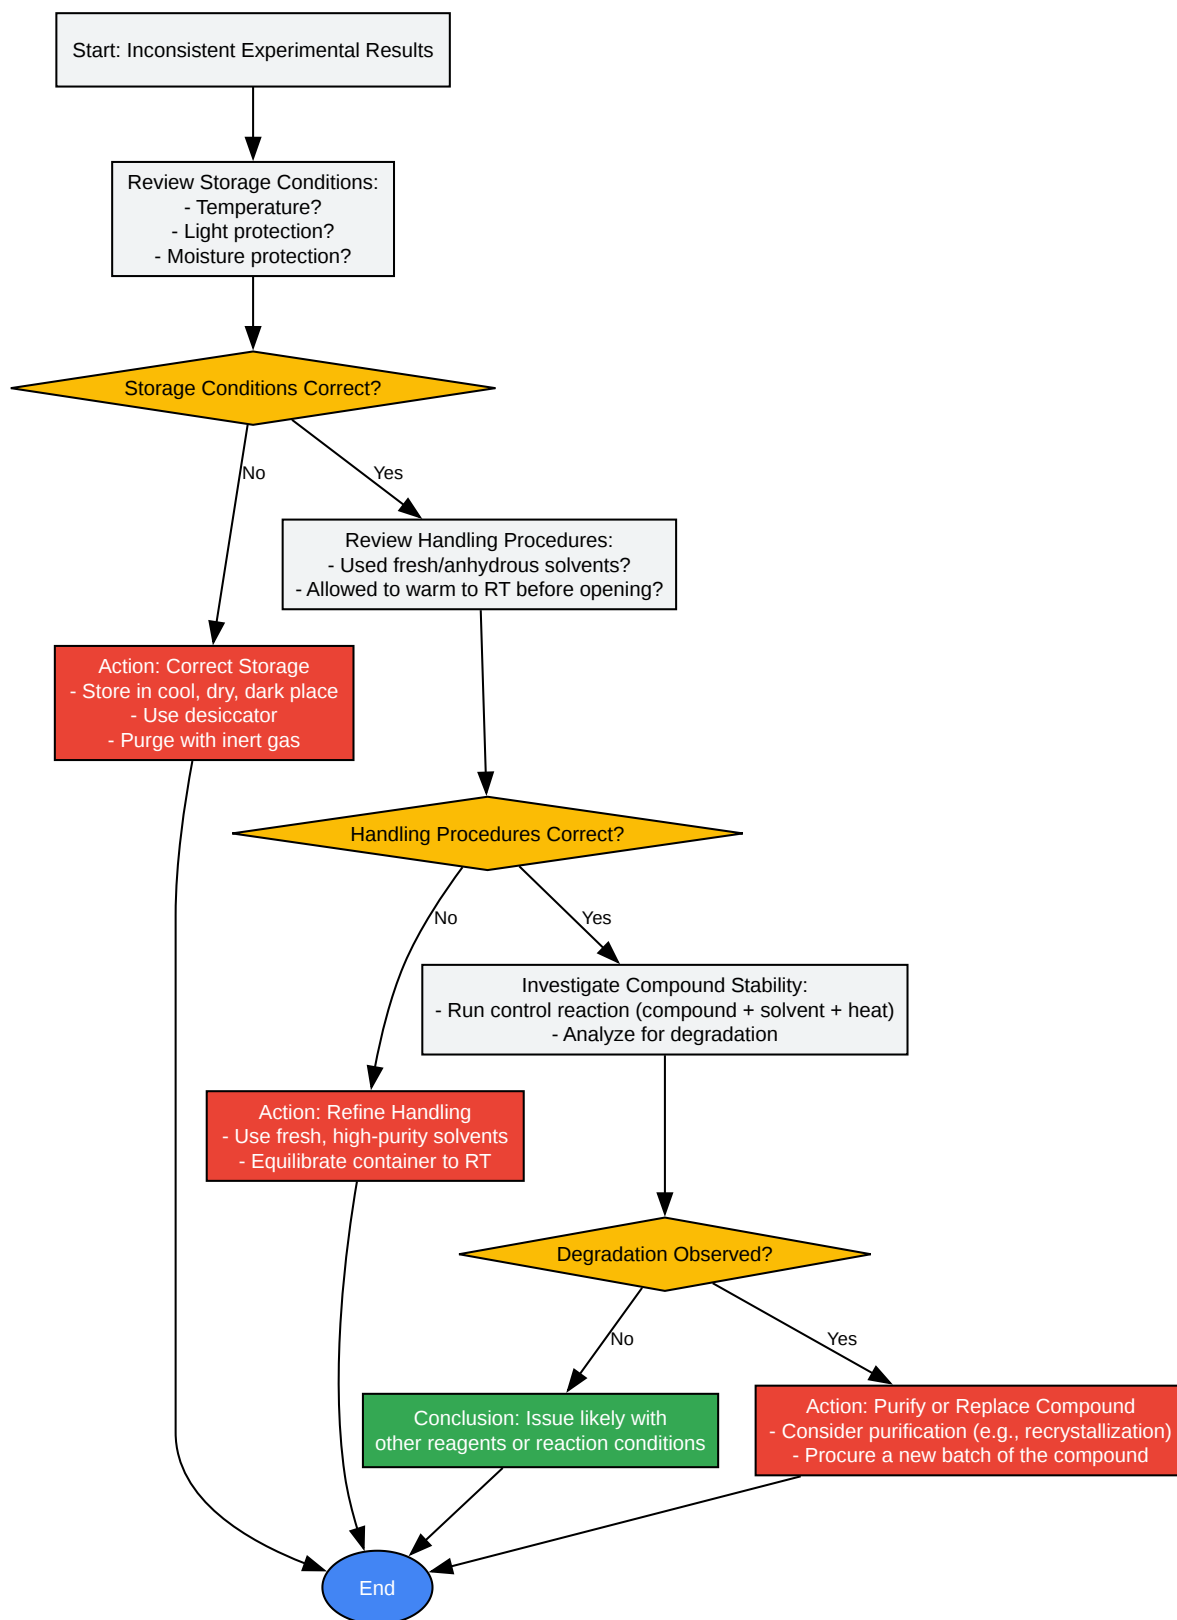 Start: Inconsistent Experimental Results
Review Storage Conditions:
- Temperature?
- Light protection?
- Moisture protection?
Storage Conditions Correct?
No
Yes
Review Handling Procedures:
- Used fresh/anhydrous solvents?
- Allowed to warm to RT before opening?
Action: Correct Storage
- Store in cool, dry, dark place
- Use desiccator
- Purge with inert gas
Handling Procedures Correct?
No
Yes
Investigate Compound Stability:
- Run control reaction (compound + solvent + heat)
- Analyze for degradation
Action: Refine Handling
- Use fresh, high-purity solvents
- Equilibrate container to RT
Degradation Observed?
No
Yes
Conclusion: Issue likely with
other reagents or reaction conditions
Action: Purify or Replace Compound
- Consider purification (e.g., recrystallization)
- Procure a new batch of the compound
End